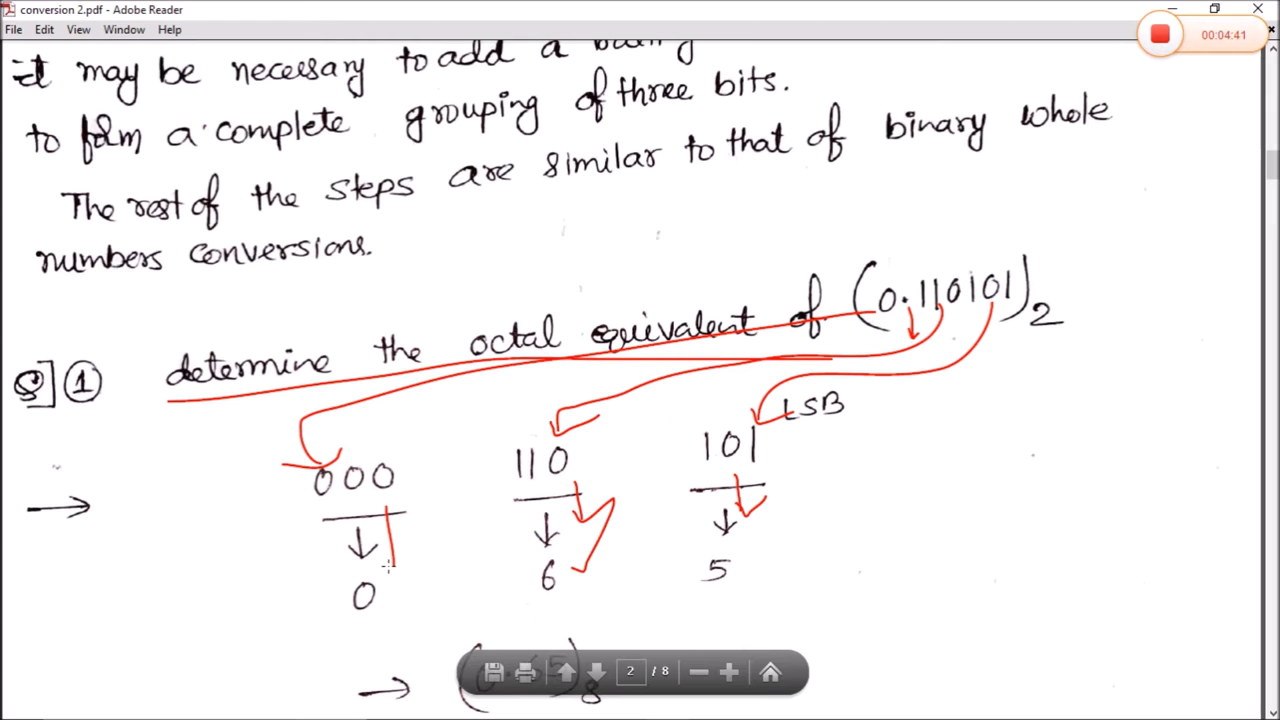 conversion 2.pdf - Adobe Reader
File Edit View Window Help
00:04:41
it may be necessary to add a
to form a complete grouping of three bits.
The rest of the steps are similar to that of binary whole
numbers conversions.
Q] 1 determine the octal equivalent of (0.110101)2
LSB
→ 000 110 101
↓ ↓ ↓
0 6 5
→ (0.65)8
2 / 8